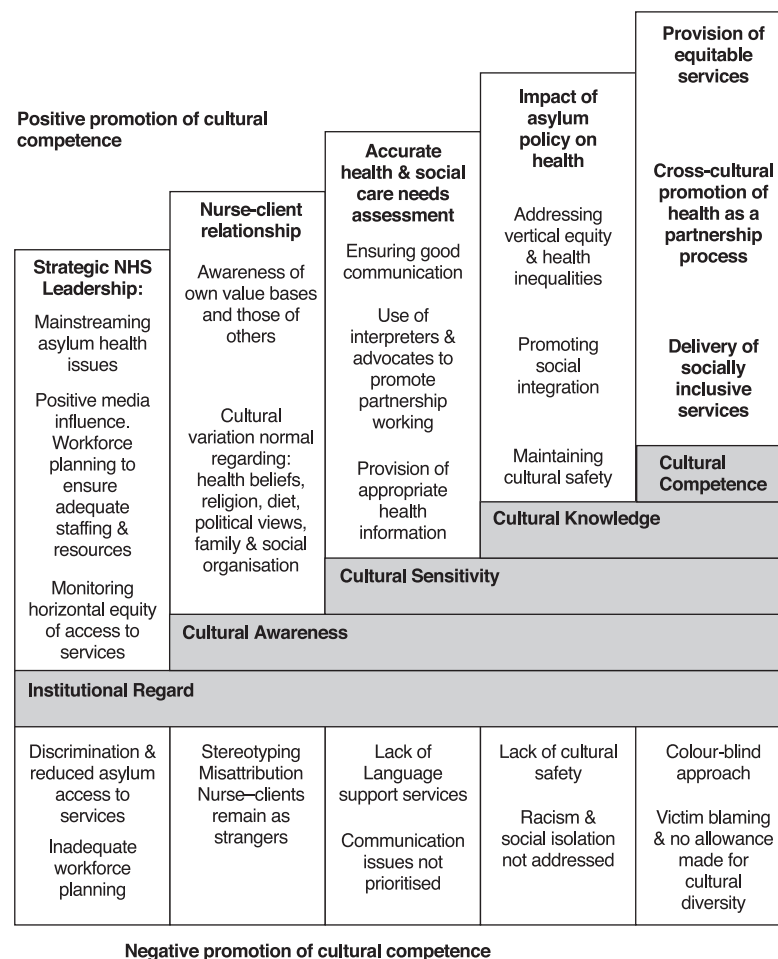 Positive promotion of cultural
competence
Strategic NHS
Leadership:
Mainstreaming
asylum health
issues
Positive media
influence.
Workforce
planning to
ensure
adequate
staffing &
resources
Monitoring
horizontal equity
of access to
services
Nurse-client
relationship
Awareness of
own value bases
and those of
others
Cultural
variation normal
regarding:
health beliefs,
religion, diet,
political views,
family & social
organisation
Accurate
health & social
care needs
assessment
Ensuring good
communication
Use of
interpreters &
advocates to
promote
partnership
working
Provision of
appropriate
health
information
Impact of
asylum
policy on
health
Addressing
vertical equity
& health
inequalities
Promoting
social
integration
Maintaining
cultural safety
Provision of
equitable
services
Cross-cultural
promotion of
health as a
partnership
process
Delivery of
socially
inclusive
services
Cultural
Competence
Cultural Knowledge
Cultural Sensitivity
Cultural Awareness
Institutional Regard
Discrimination &
reduced asylum
access to
services
Inadequate
workforce
planning
Stereotyping
Misattribution
Nurse–clients
remain as
strangers
Lack of
Language
support services
Communication
issues not
prioritised
Lack of cultural
safety
Racism &
social isolation
not addressed
Colour-blind
approach
Victim blaming
& no allowance
made for
cultural
diversity
Negative promotion of cultural competence